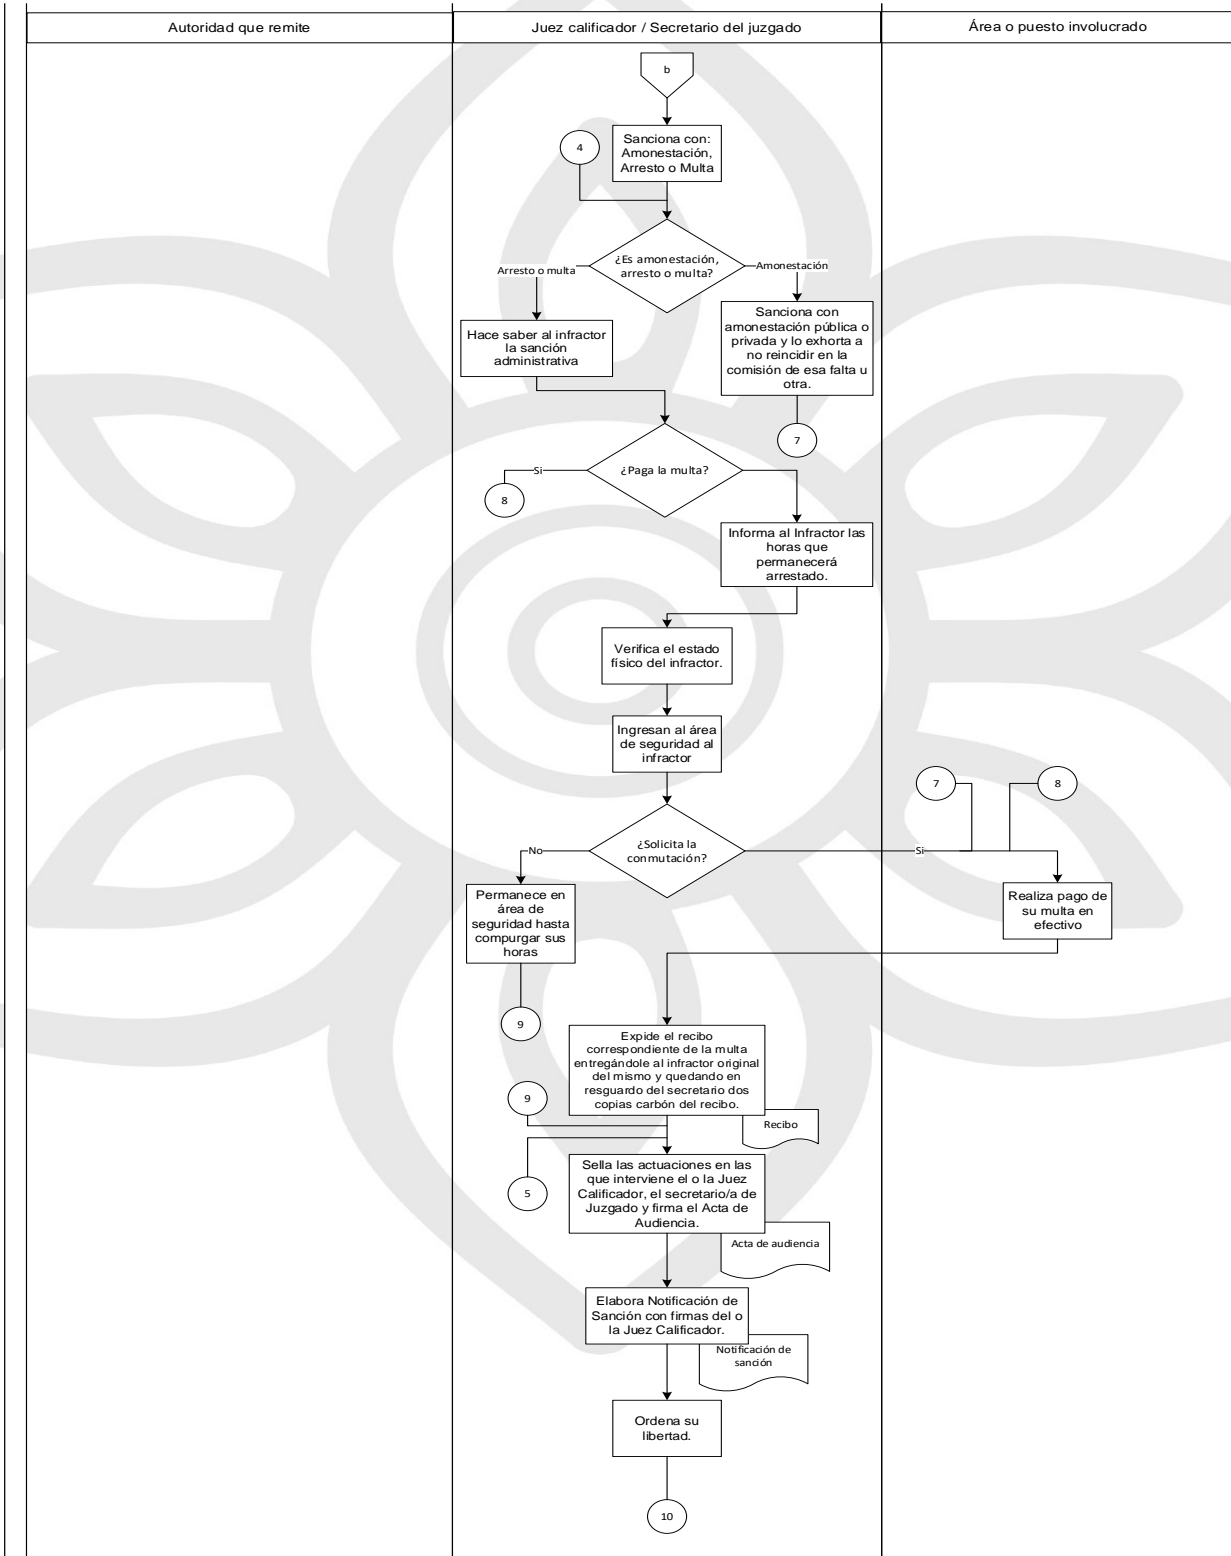 Autoridad que remite
Juez calificador / Secretario del juzgado
Área o puesto involucrado
b
4
Sanciona con:
Amonestación,
Arresto o Multa
¿Es amonestación,
arresto o multa?
Arresto o multa
Amonestación
Hace saber al infractor
la sanción
administrativa
Sanciona con
amonestación pública o
privada y lo exhorta a
no reincidir en la
comisión de esa falta u
otra.
7
¿Paga la multa?
Si
8
Informa al Infractor las
horas que
permanecerá
arrestado.
Verifica el estado
físico del infractor.
Ingresan al área
de seguridad al
infractor
7
8
¿Solicita la
conmutación?
No
Si
Permanece en
área de
seguridad hasta
compurgar sus
horas
Realiza pago de
su multa en
efectivo
9
Expide el recibo
correspondiente de la multa
entregándole al infractor original
del mismo y quedando en
resguardo del secretario dos
copias carbón del recibo.
Recibo
9
5
Sella las actuaciones en las
que interviene el o la Juez
Calificador, el secretario/a de
Juzgado y firma el Acta de
Audiencia.
Acta de audiencia
Elabora Notificación de
Sanción con firmas del o
la Juez Calificador.
Notificación de
sanción
Ordena su
libertad.
10